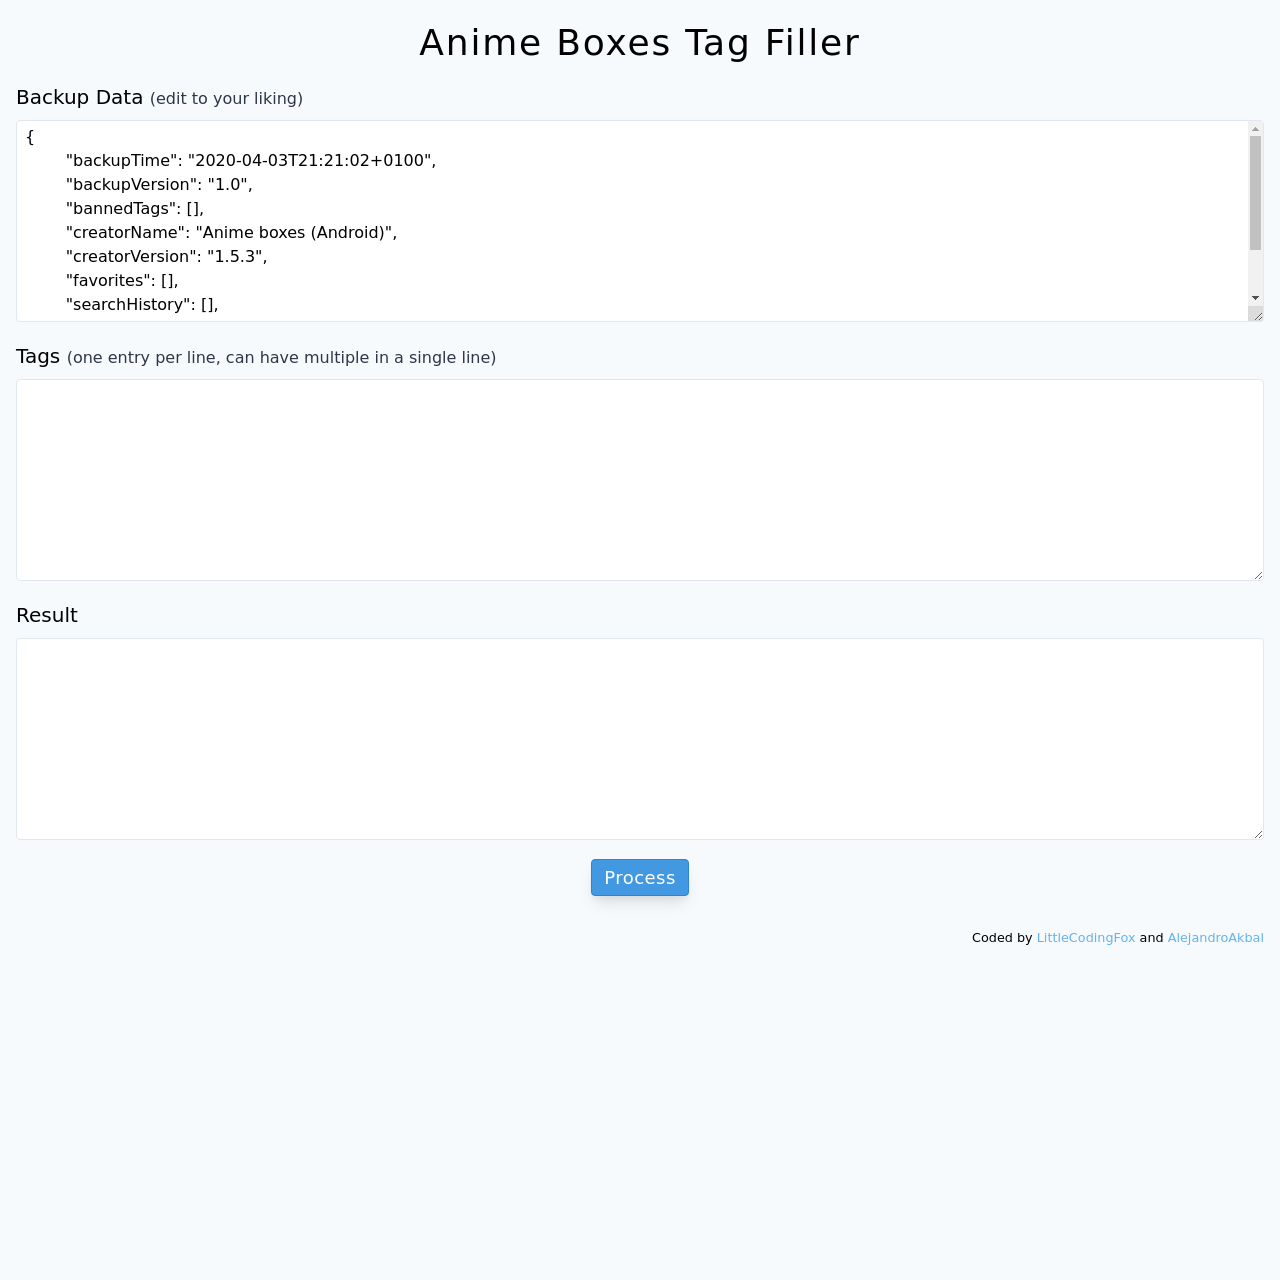 Anime Boxes Tag Filler
Backup Data (edit to your liking)
{
"backupTime": "2020-04-03T21:21:02+0100",
"backupVersion": "1.0",
"bannedTags": [],
"creatorName": "Anime boxes (Android)",
"creatorVersion": "1.5.3",
"favorites": [],
"searchHistory": [],
Tags (one entry per line, can have multiple in a single line)
Result
Process
Coded by LittleCodingFox and AlejandroAkbal